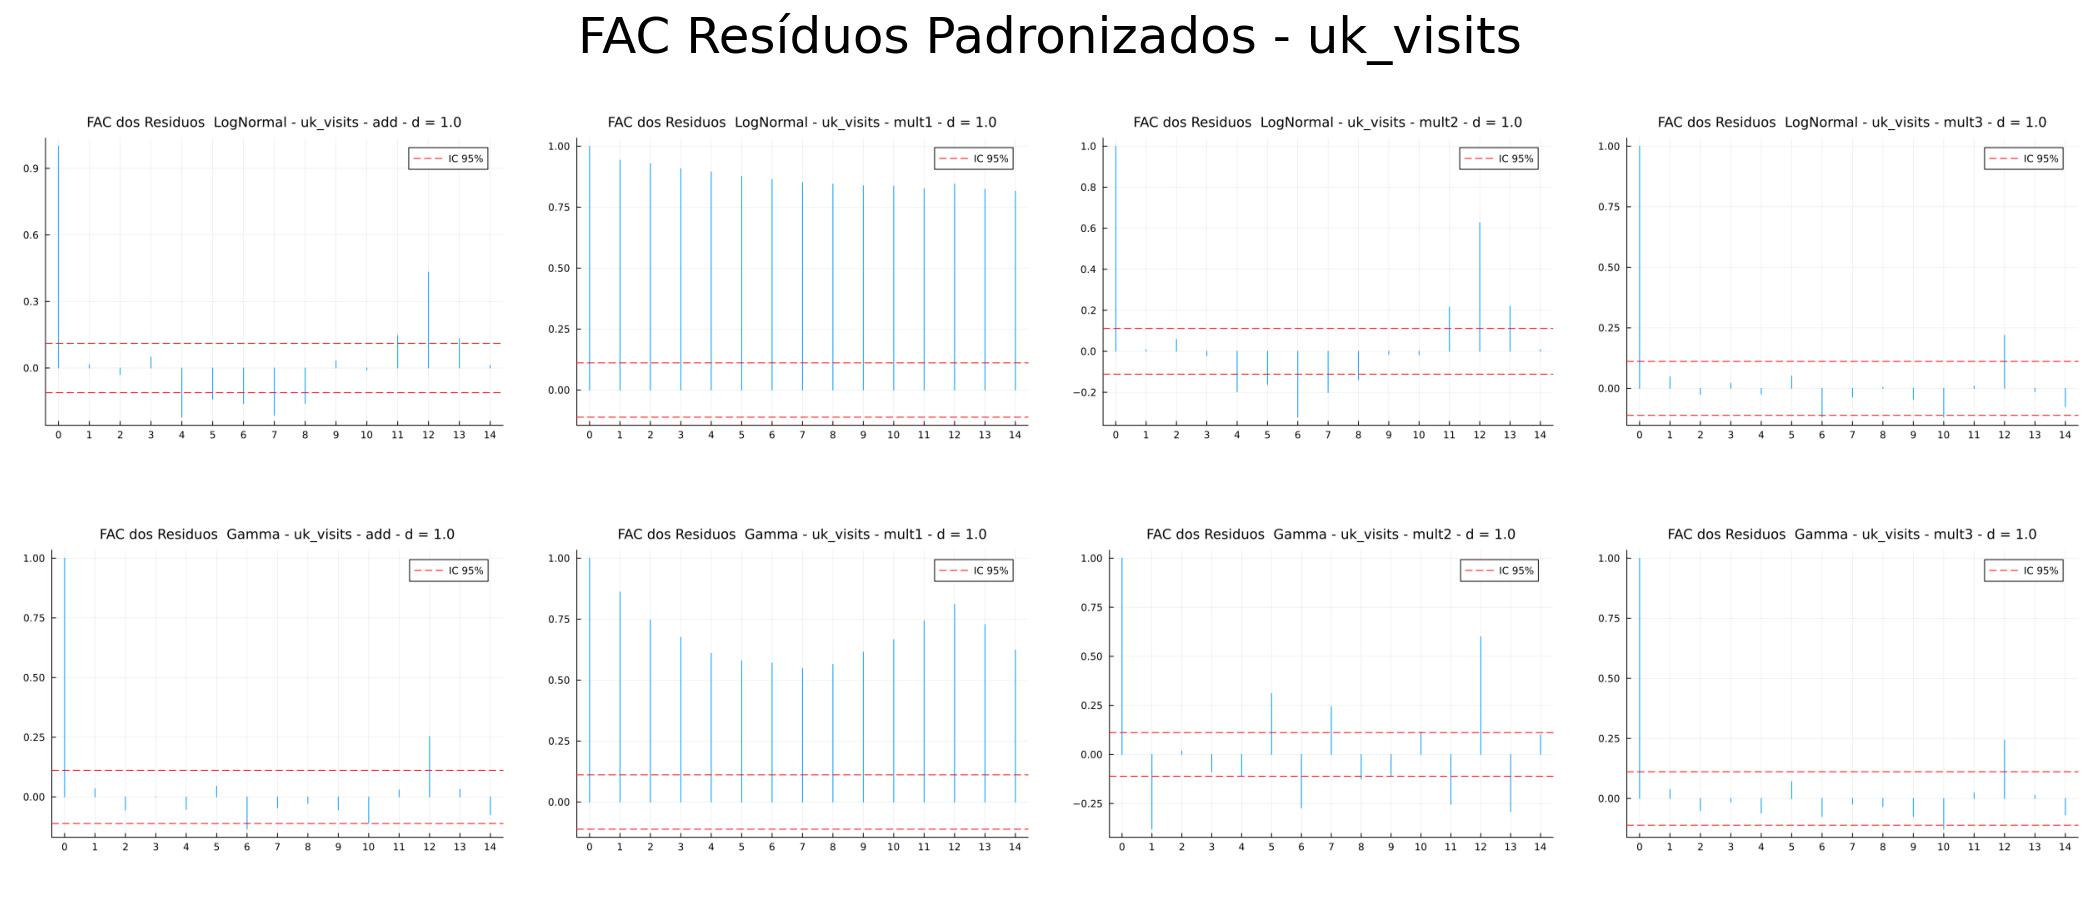 FAC Resíduos Padronizados - uk_visits
FAC dos Residuos  LogNormal - uk_visits - add - d = 1.0
IC 95%
0.9
0.6
0.3
0.0
0 1 2 3 4 5 6 7 8 9 10 11 12 13 14
FAC dos Residuos  LogNormal - uk_visits - mult1 - d = 1.0
IC 95%
1.00
0.75
0.50
0.25
0.00
0 1 2 3 4 5 6 7 8 9 10 11 12 13 14
FAC dos Residuos  LogNormal - uk_visits - mult2 - d = 1.0
IC 95%
1.0
0.8
0.6
0.4
0.2
0.0
−0.2
0 1 2 3 4 5 6 7 8 9 10 11 12 13 14
FAC dos Residuos  LogNormal - uk_visits - mult3 - d = 1.0
IC 95%
1.00
0.75
0.50
0.25
0.00
0 1 2 3 4 5 6 7 8 9 10 11 12 13 14
FAC dos Residuos  Gamma - uk_visits - add - d = 1.0
IC 95%
1.00
0.75
0.50
0.25
0.00
0 1 2 3 4 5 6 7 8 9 10 11 12 13 14
FAC dos Residuos  Gamma - uk_visits - mult1 - d = 1.0
IC 95%
1.00
0.75
0.50
0.25
0.00
0 1 2 3 4 5 6 7 8 9 10 11 12 13 14
FAC dos Residuos  Gamma - uk_visits - mult2 - d = 1.0
IC 95%
1.00
0.75
0.50
0.25
0.00
−0.25
0 1 2 3 4 5 6 7 8 9 10 11 12 13 14
FAC dos Residuos  Gamma - uk_visits - mult3 - d = 1.0
IC 95%
1.00
0.75
0.50
0.25
0.00
0 1 2 3 4 5 6 7 8 9 10 11 12 13 14